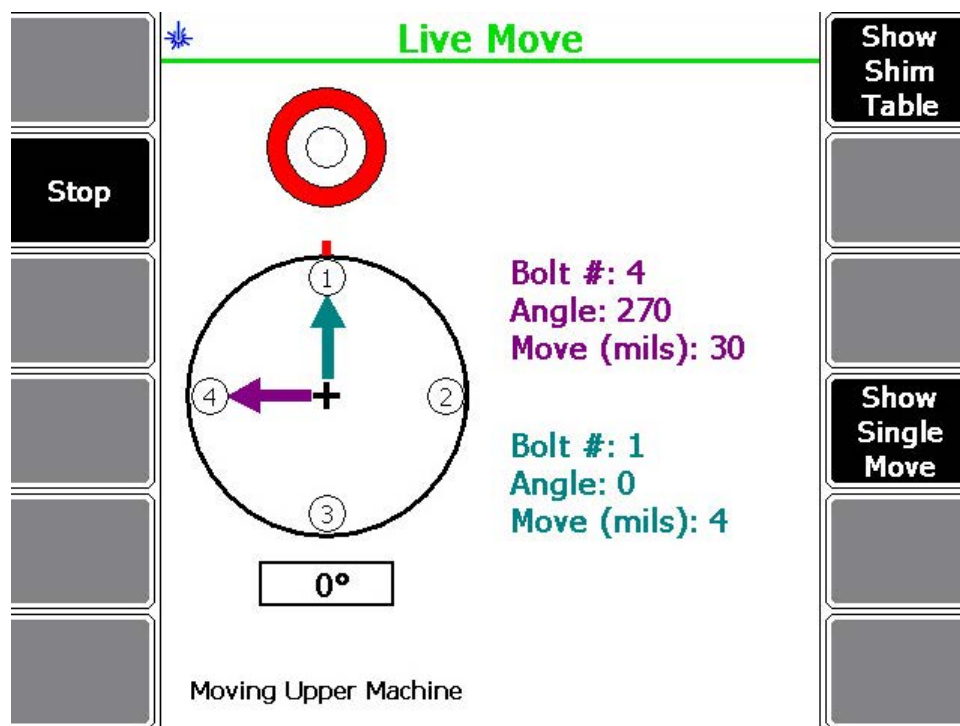 Live Move
Show
Shim
Table
Stop
1
2
3
4
Bolt #: 4
Angle: 270
Move (mils): 30
Bolt #: 1
Angle: 0
Move (mils): 4
Show
Single
Move
0°
Moving Upper Machine